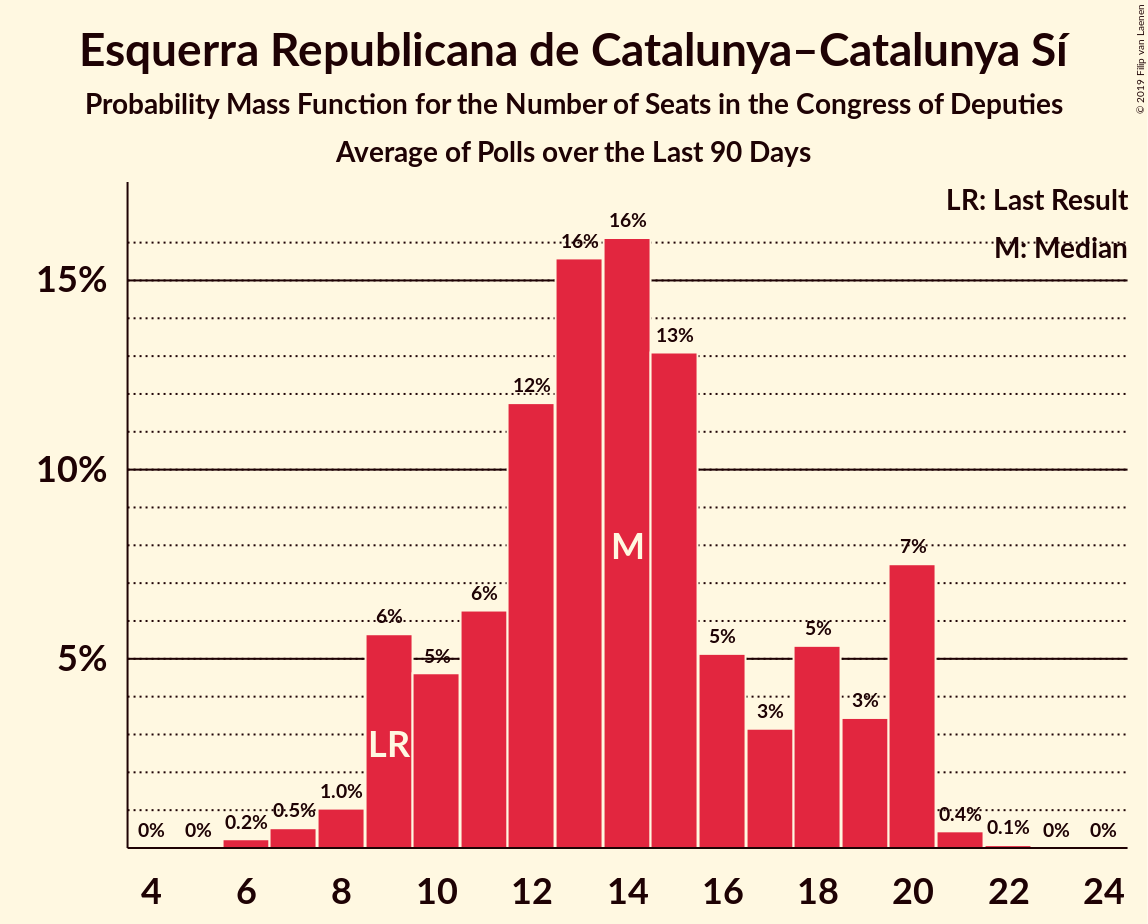 Esquerra Republicana de Catalunya–Catalunya Sí
Probability Mass Function for the Number of Seats in the Congress of Deputies
Average of Polls over the Last 90 Days
© 2019 Filip van Laenen
LR: Last Result
M: Median
15%
10%
5%
0%
0%
0.2%
0.5%
1.0%
6%
5%
6%
12%
16%
16%
13%
5%
3%
5%
3%
7%
0.4%
0.1%
0%
0%
LR
M
4 6 8 10 12 14 16 18 20 22 24